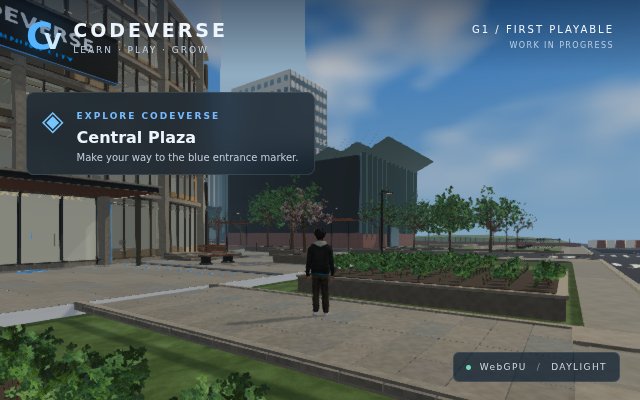 CODEVERSE
LEARN · PLAY · GROW
G1 / FIRST PLAYABLE
WORK IN PROGRESS
EXPLORE CODEVERSE
Central Plaza
Make your way to the blue entrance marker.
WebGPU / DAYLIGHT